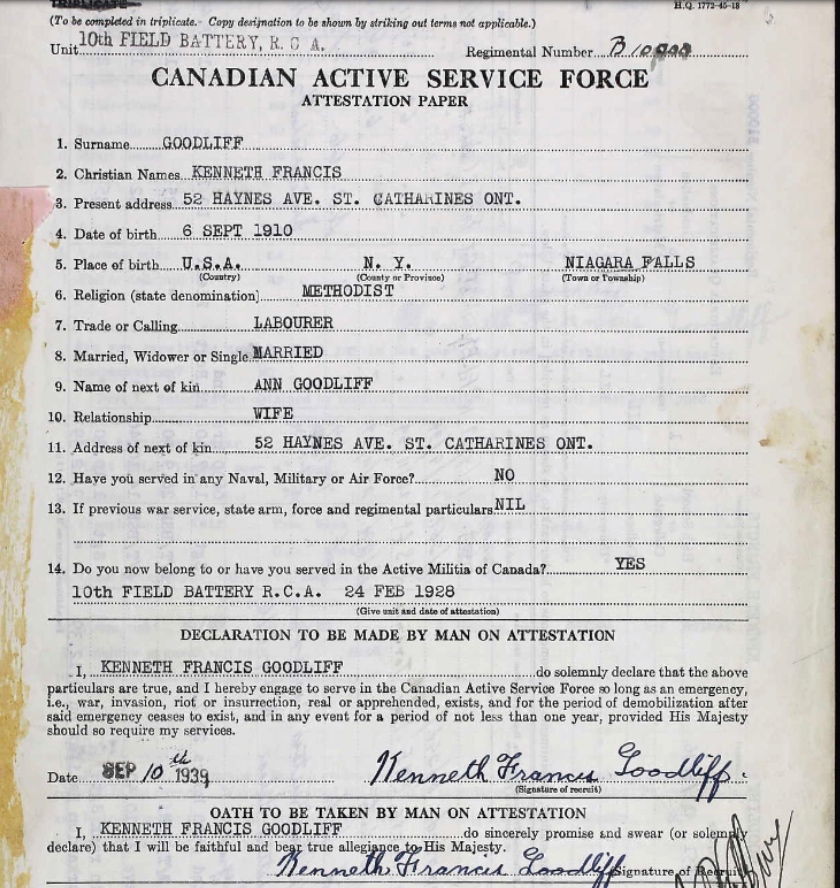 TRIPLICATE
H.Q. 1772-45-18
(To be completed in triplicate. Copy designation to be shown by striking out terms not applicable.)
Unit 10th FIELD BATTERY, R. C A. Regimental Number
CANADIAN ACTIVE SERVICE FORCE
ATTESTATION PAPER
1. Surname GOODLIFF
2. Christian Names KENNETH FRANCIS
3. Present address 52 HAYNES AVE. ST. CATHARINES ONT.
4. Date of birth 6 SEPT 1910
5. Place of birth U.S.A. N. Y. NIAGARA FALLS
(Country) (County or Province) (Town or Township)
6. Religion (state denomination] METHODIST
7. Trade or Calling LABOURER
8. Married, Widower or Single MARRIED
9. Name of next of kin ANN GOODLIFF
10. Relationship WIFE
11. Address of next of kin 52 HAYNES AVE. ST. CATHARINES ONT.
12. Have you served in any Naval, Military or Air Force? NO
13. If previous war service, state arm, force and regimental particulars NIL
14. Do you now belong to or have you served in the Active Militia of Canada? YES
10th FIELD BATTERY R.C.A. 24 FEB 1928
(Give unit and date of attestation)
DECLARATION TO BE MADE BY MAN ON ATTESTATION
I, KENNETH FRANCIS GOODLIFF do solemnly declare that the above
particulars are true, and I hereby engage to serve in the Canadian Active Service Force so long as an emergency,
i.e., war, invasion, riot or insurrection, real or apprehended, exists, and for the period of demobilization after
said emergency ceases to exist, and in any event for a period of not less than one year, provided His Majesty
should so require my services.
Date SEP 10th 1939 Kenneth Francis Goodliff
(Signature of recruit)
OATH TO BE TAKEN BY MAN ON ATTESTATION
I, KENNETH FRANCIS GOODLIFF do sincerely promise and swear (or solemnly
declare) that I will be faithful and bear true allegiance to His Majesty.
Kenneth Francis Goodliff Signature of Recruit